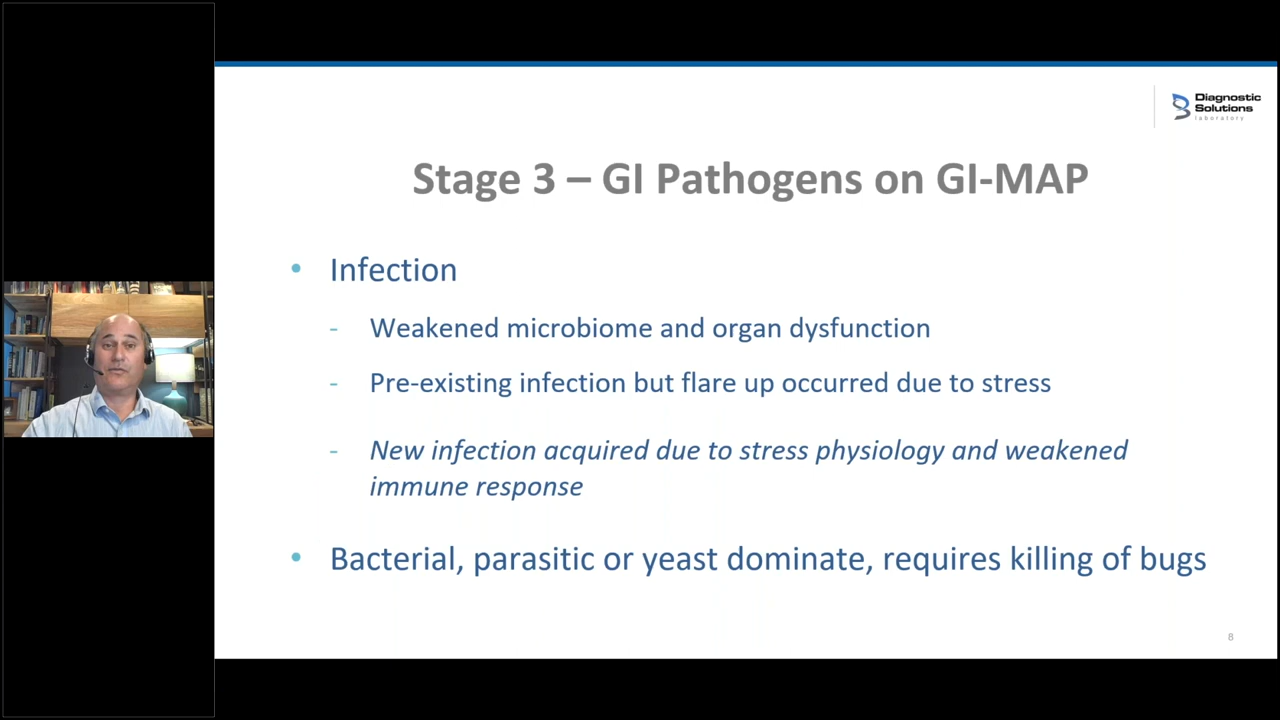 Diagnostic
Solutions
laboratory
Stage 3 – GI Pathogens on GI-MAP
• Infection
- Weakened microbiome and organ dysfunction
- Pre-existing infection but flare up occurred due to stress
- New infection acquired due to stress physiology and weakened
immune response
• Bacterial, parasitic or yeast dominate, requires killing of bugs
8